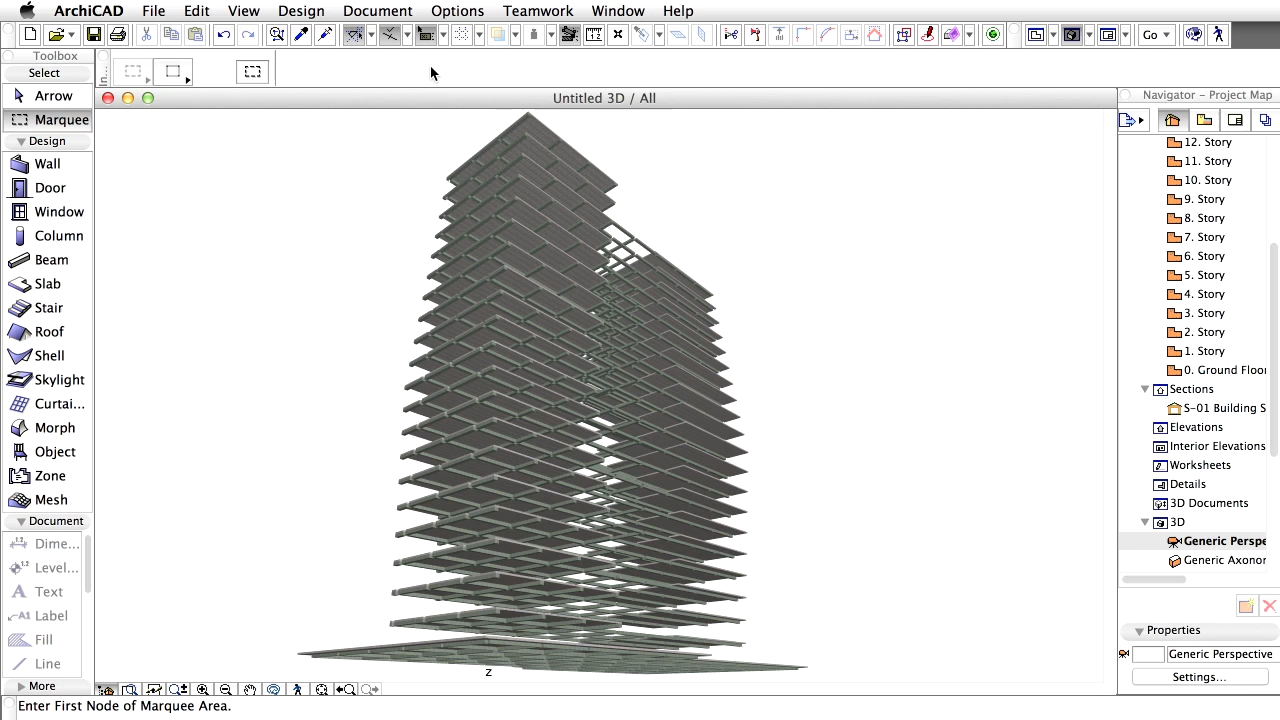 ArchiCAD File Edit View Design Document Options Teamwork Window Help
Go
Toolbox
Select
Arrow
Marquee
Design
Wall
Door
Window
Column
Beam
Slab
Stair
Roof
Shell
Skylight
Curtai...
Morph
Object
Zone
Mesh
Document
Dime...
Level...
Text
Label
Fill
Line
More
Untitled 3D / All
z
Navigator - Project Map
12. Story
11. Story
10. Story
9. Story
8. Story
7. Story
6. Story
5. Story
4. Story
3. Story
2. Story
1. Story
0. Ground Floor
Sections
S-01 Building S
Elevations
Interior Elevations
Worksheets
Details
3D Documents
3D
Generic Perspe
Generic Axonor
Properties
Generic Perspective
Settings...
Enter First Node of Marquee Area.